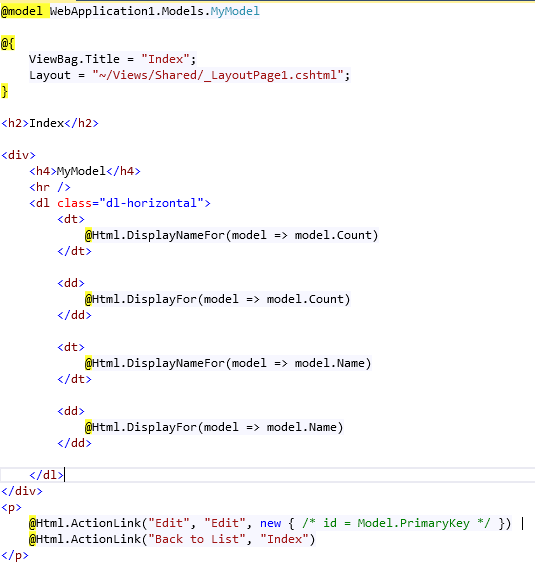 @model WebApplication1.Models.MyModel
@{
ViewBag.Title = "Index";
Layout = "~/Views/Shared/_LayoutPage1.cshtml";
}
<h2>Index</h2>
<div>
<h4>MyModel</h4>
<hr />
<dl class="dl-horizontal">
<dt>
@Html.DisplayNameFor(model => model.Count)
</dt>
<dd>
@Html.DisplayFor(model => model.Count)
</dd>
<dt>
@Html.DisplayNameFor(model => model.Name)
</dt>
<dd>
@Html.DisplayFor(model => model.Name)
</dd>
</dl>
</div>
<p>
@Html.ActionLink("Edit", "Edit", new { /* id = Model.PrimaryKey */ }) |
@Html.ActionLink("Back to List", "Index")
</p>